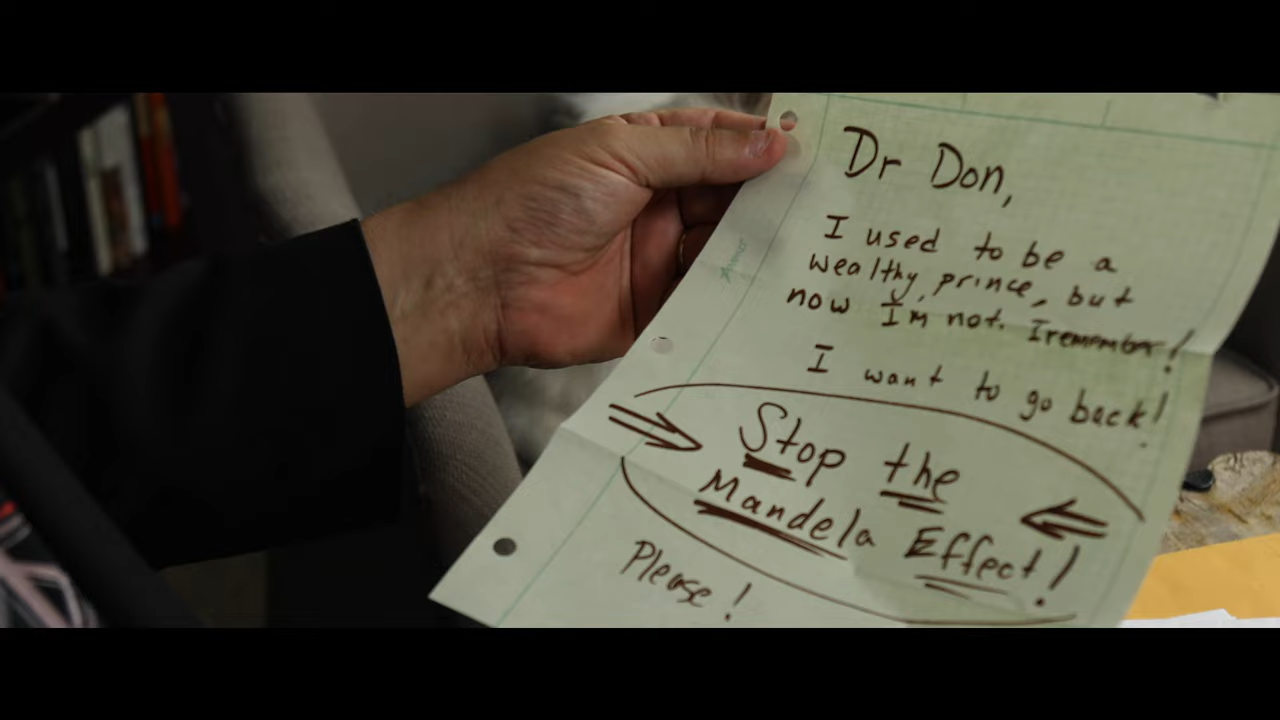 Dr Don,
I used to be a
wealthy prince, but
now I'm not. I remember!
I want to go back!
Stop the
Mandela Effect!
Please!